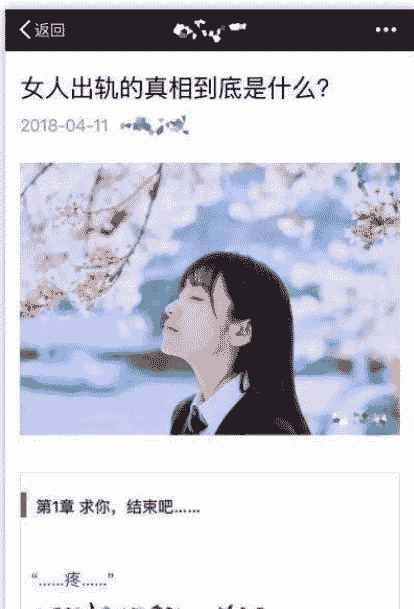 返回
女人出轨的真相到底是什么?
2018-04-11
第1章 求你，结束吧……
“……疼……”